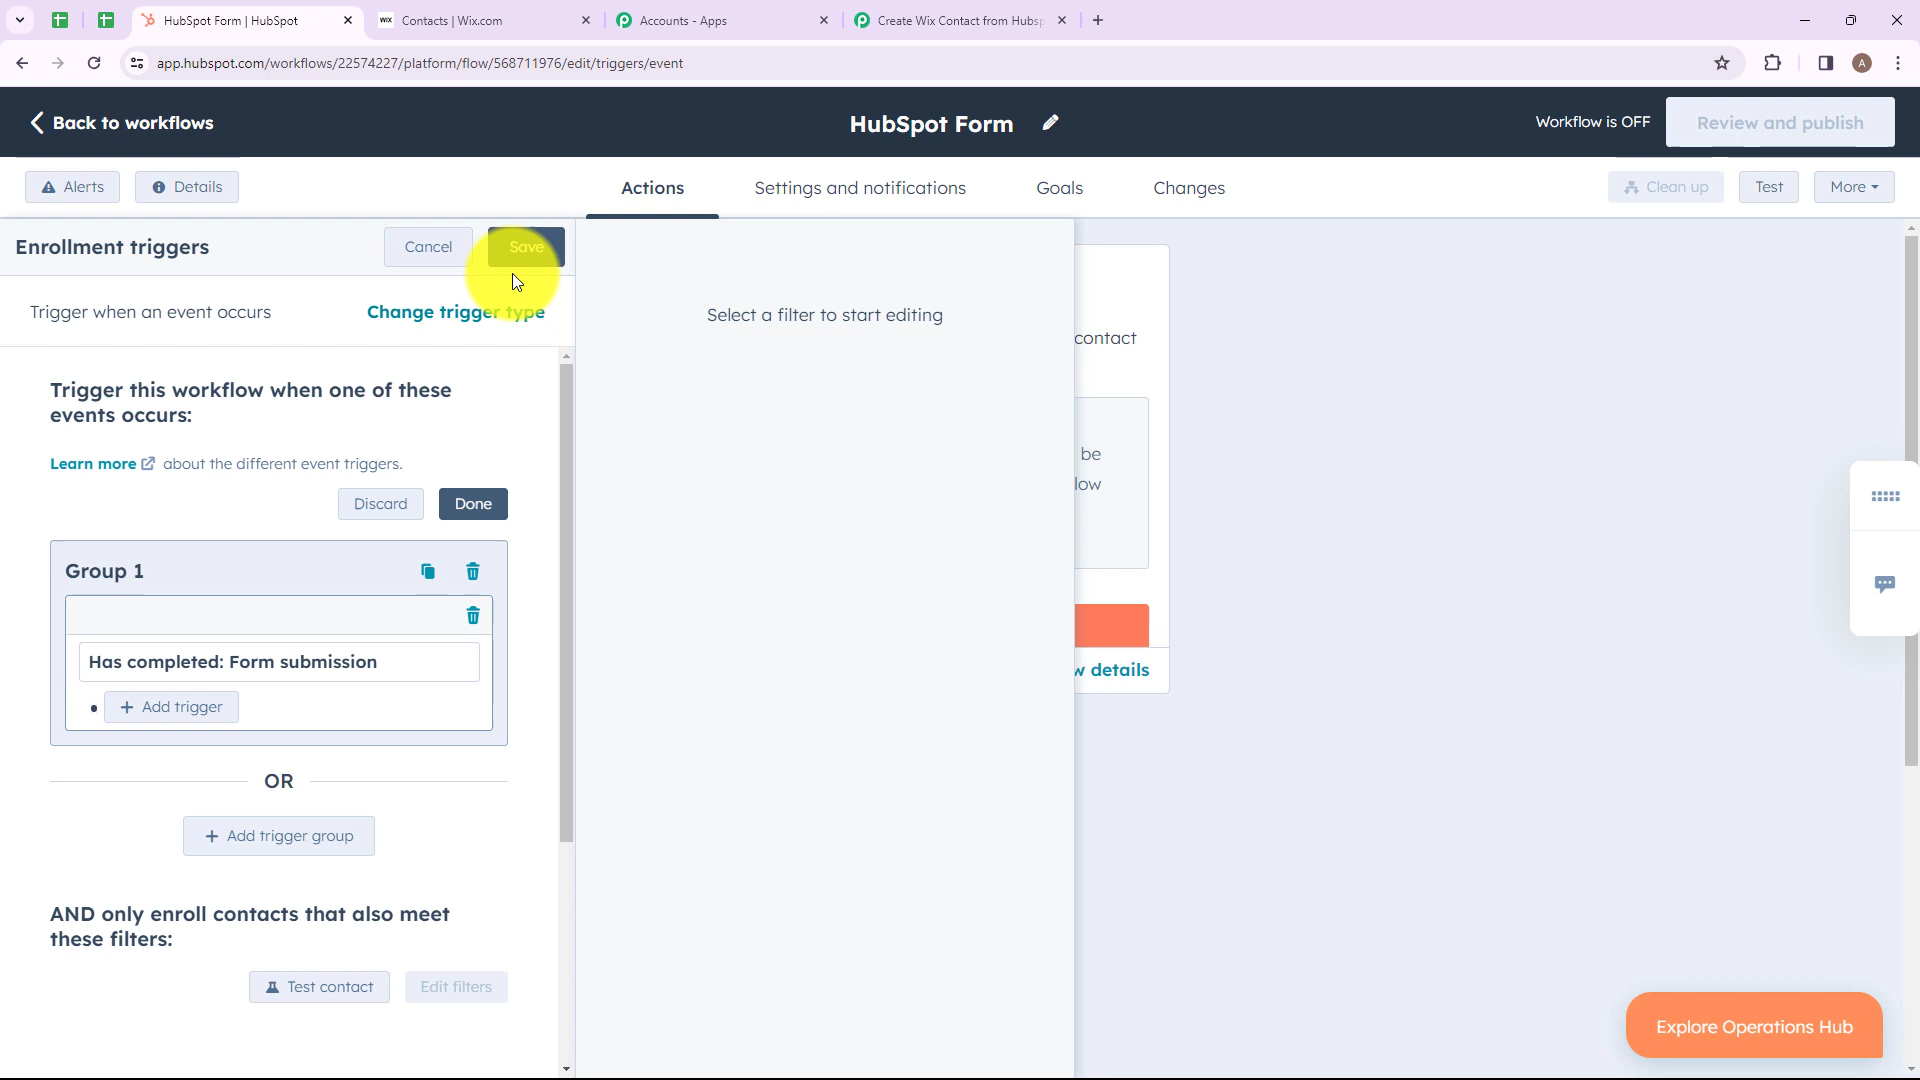 HubSpot Form | HubSpot
WIX Contacts | Wix.com
Accounts - Apps
Create Wix Contact from Hubsp
app.hubspot.com/workflows/22574227/platform/flow/568711976/edit/triggers/event
A
Back to workflows
HubSpot Form
Workflow is OFF
Review and publish
Alerts
Details
Actions
Settings and notifications
Goals
Changes
Clean up
Test
More
Enrollment triggers
Cancel
Save
Trigger when an event occurs
Change trigger type
Select a filter to start editing
contact
Trigger this workflow when one of these
events occurs:
be
low
Learn more about the different event triggers.
Discard
Done
Group 1
Has completed: Form submission
w details
+ Add trigger
OR
+ Add trigger group
AND only enroll contacts that also meet
these filters:
Test contact
Edit filters
Explore Operations Hub